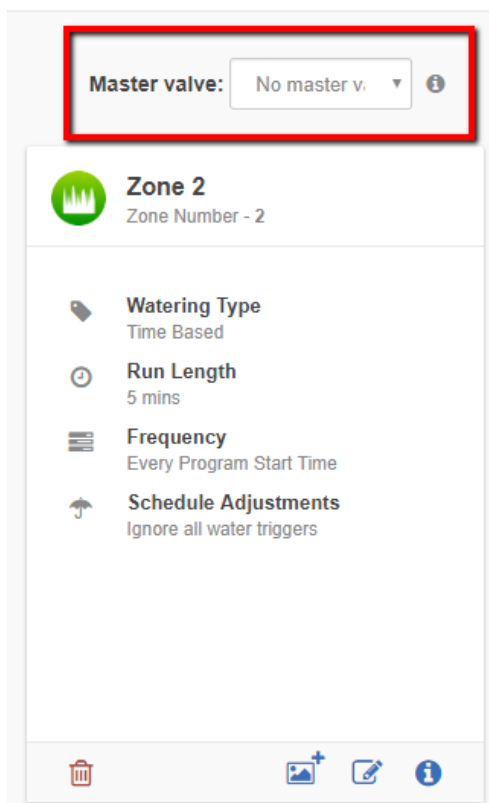 Master valve: No master v
Zone 2
Zone Number - 2
Watering Type
Time Based
Run Length
5 mins
Frequency
Every Program Start Time
Schedule Adjustments
Ignore all water triggers